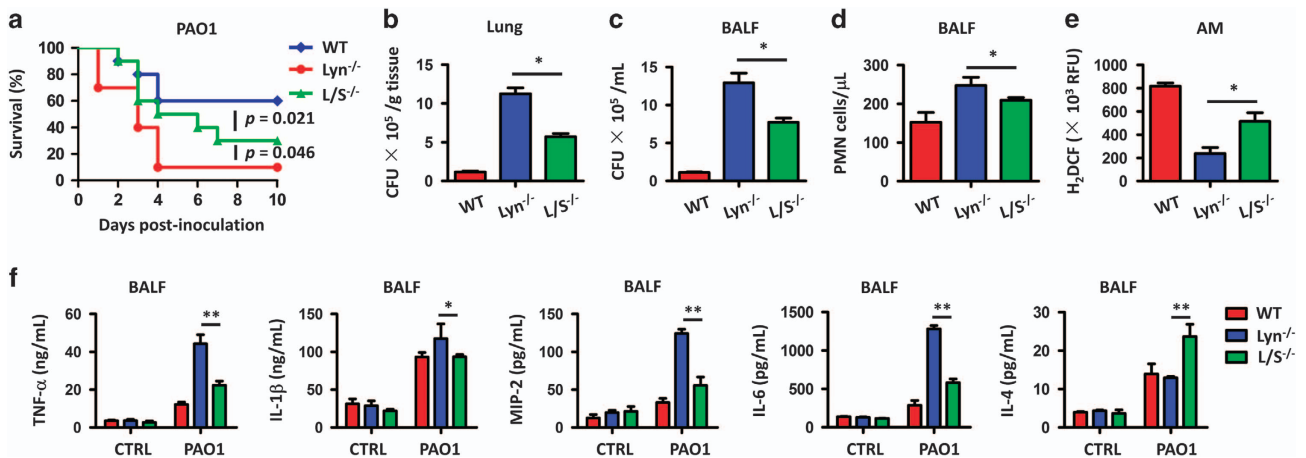 a
PAO1
Survival (%)
100
80
60
40
20
0
0 2 4 6 8 10
Days post-inoculation
WT
Lyn-/-
L/S-/-
p = 0.021
p = 0.046
b
Lung
CFU × 10⁵ /g tissue
15
10
5
0
WT Lyn-/- L/S-/-
*
c
BALF
CFU × 10⁵ /mL
15
10
5
0
WT Lyn-/- L/S-/-
*
d
BALF
PMN cells/μL
300
200
100
0
WT Lyn-/- L/S-/-
*
e
AM
H₂DCF (× 10³ RFU)
1000
800
600
400
200
0
WT Lyn-/- L/S-/-
*
f
BALF
TNF-α (ng/mL)
60
40
20
0
CTRL PAO1
**
BALF
IL-1β (ng/mL)
150
100
50
0
CTRL PAO1
*
BALF
MIP-2 (pg/mL)
150
100
50
0
CTRL PAO1
**
BALF
IL-6 (pg/mL)
1500
1000
500
0
CTRL PAO1
**
BALF
IL-4 (pg/mL)
30
20
10
0
CTRL PAO1
**
WT
Lyn-/-
L/S-/-